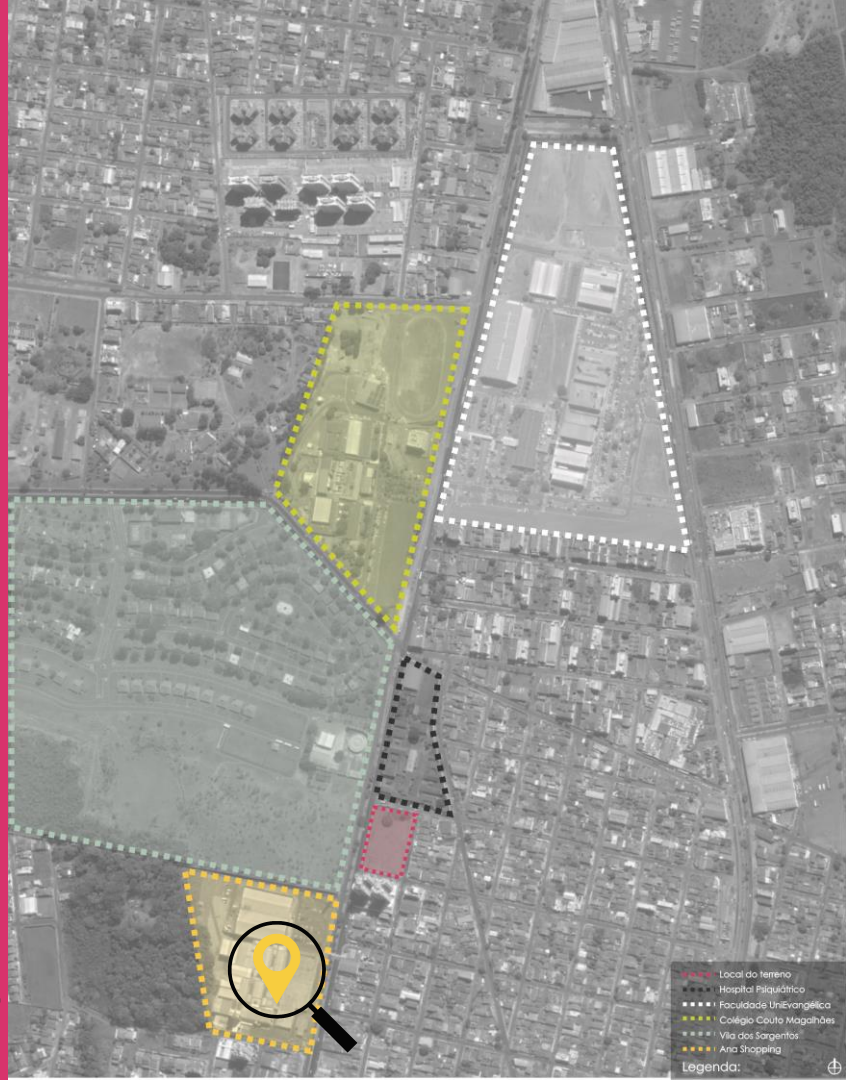 Local do terreno
Hospital Psiquiátrico
Faculdade UniEvangélica
Colégio Couto Magalhães
Vila dos Sargentos
Ana Shopping
Legenda: